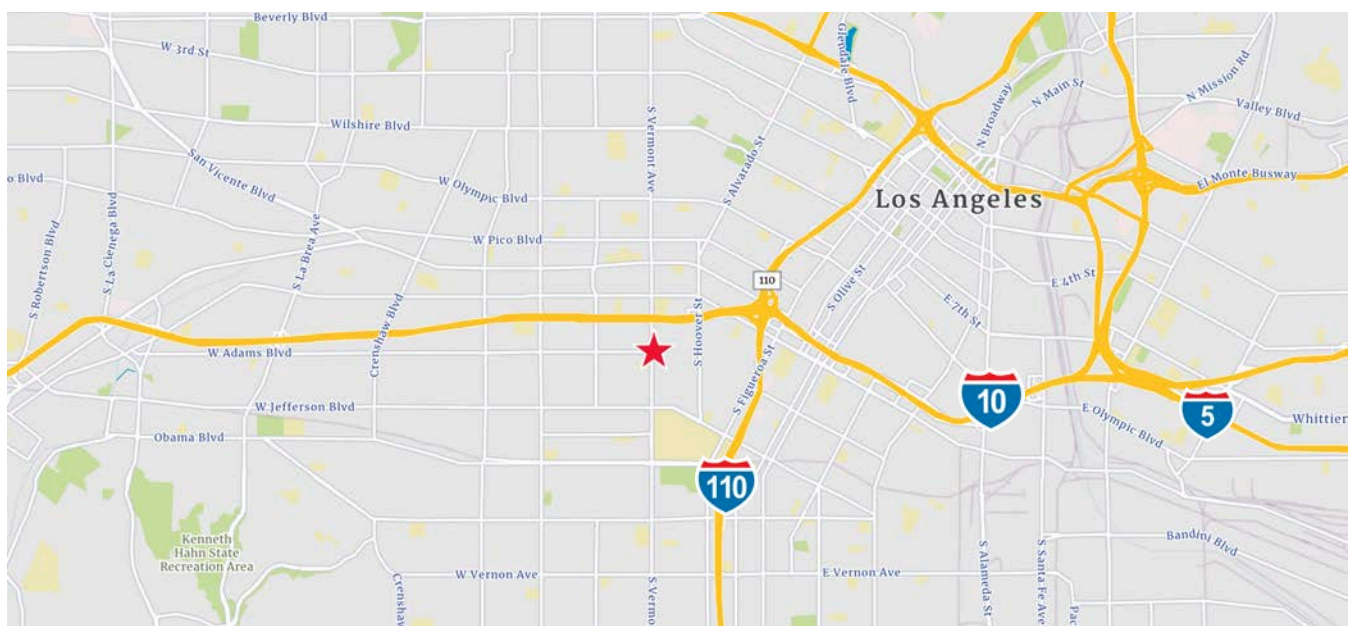 Beverly Blvd
W 3rd St
Glendale Blvd
N Main St
N Mission Rd
Valley Blvd
N Broadway
Wilshire Blvd
S Vermont Ave
S Alvarado St
San Vicente Blvd
o Blvd
W Olympic Blvd
El Monte Busway
Los Angeles
S La Cienega Blvd
S La Brea Ave
S Robertson Blvd
W Pico Blvd
110
S Olive St
E 4th St
E 7th St
Crenshaw Blvd
S Hoover St
W Adams Blvd
S Figueroa St
10
5
W Jefferson Blvd
E Olympic Blvd
Whittier
Obama Blvd
110
Kenneth
Hahn State
Recreation Area
Bandini Blvd
W Vernon Ave
E Vernon Ave
Crenshaw
S Vermo
S Alameda St
S Santa Fe Ave
Pac